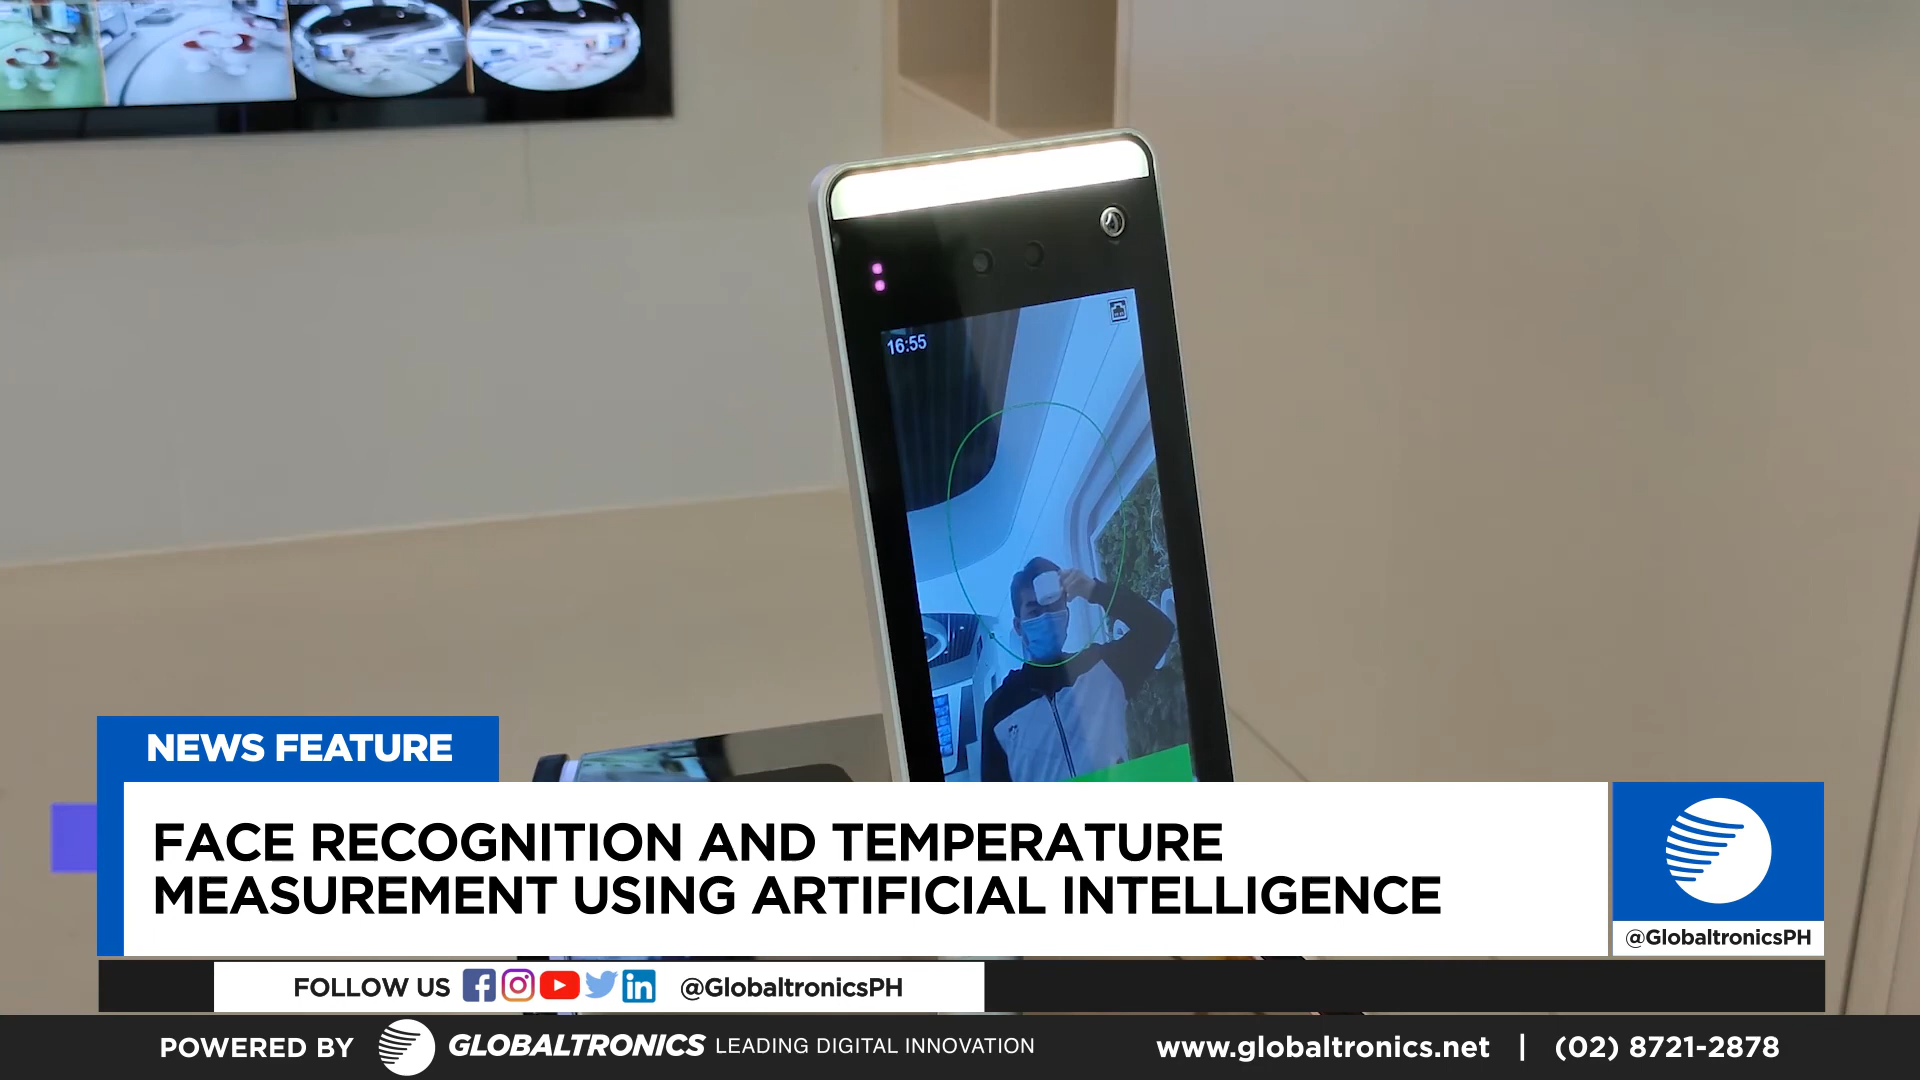 16:55
NEWS FEATURE
FACE RECOGNITION AND TEMPERATURE
MEASUREMENT USING ARTIFICIAL INTELLIGENCE
@GlobaltronicsPH
FOLLOW US @GlobaltronicsPH
POWERED BY GLOBALTRONICS LEADING DIGITAL INNOVATION www.globaltronics.net | (02) 8721-2878